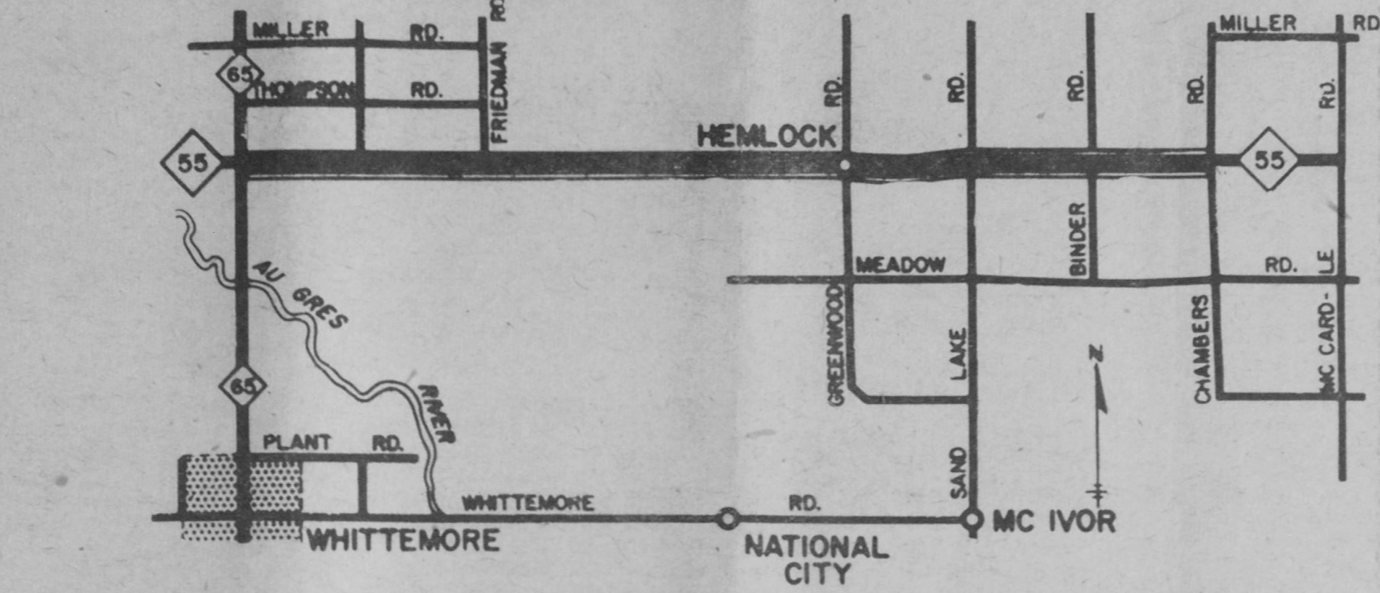 RD.
MILLER RD.
65
THOMPSON RD.
FRIEDMAN
RD.
RD.
RD.
RD.
MILLER RD
RD.
HEMLOCK
55
55
AU GRES
RIVER
MEADOW RD.
BINDER
GREENWOOD
LAKE
SAND
CHAMBERS
MC CARD-LE
N
65
PLANT RD.
WHITTEMORE RD.
WHITTEMORE
NATIONAL
CITY
MC IVOR